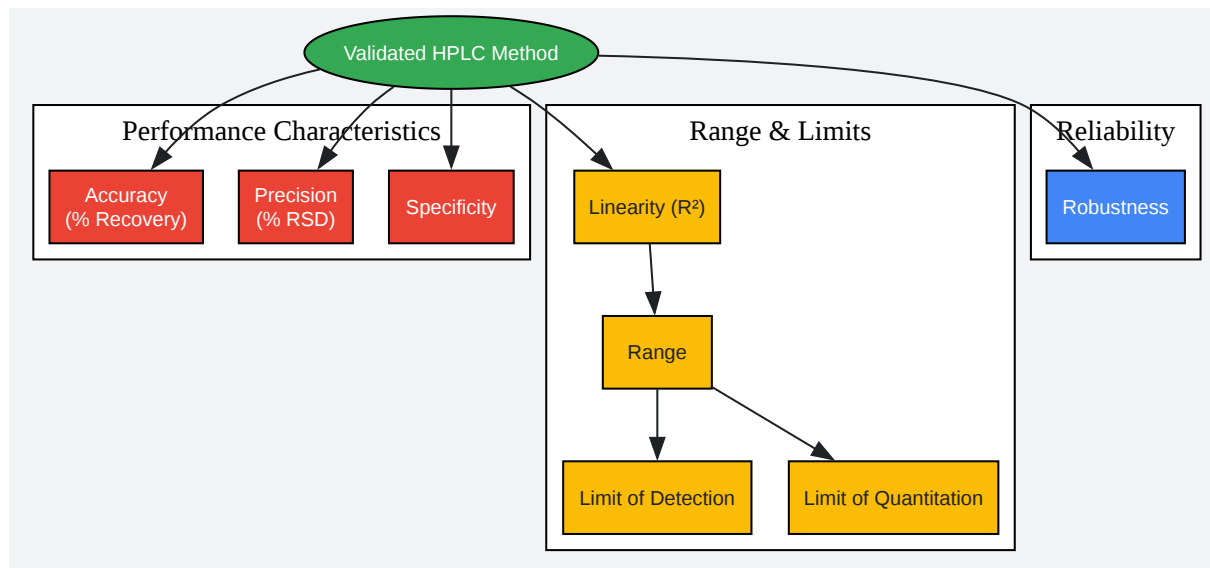 Validated HPLC Method
Performance Characteristics
Range & Limits
Reliability
Accuracy
(% Recovery)
Precision
(% RSD)
Specificity
Linearity (R²)
Robustness
Range
Limit of Detection
Limit of Quantitation